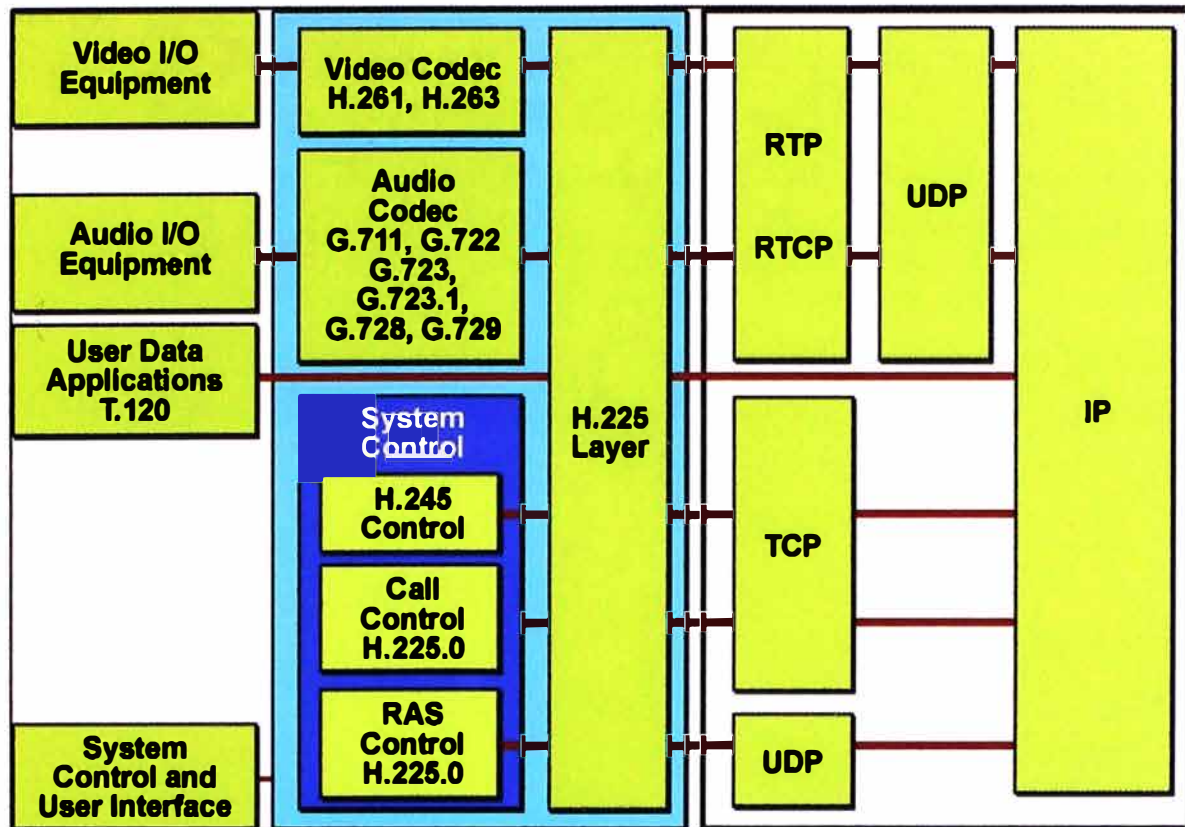 Video I/O
Equipment
Video Codec
H.261, H.263
Audio I/O
Equipment
Audio
Codec
G.711, G.722
G.723,
G.723.1,
G.728, G.729
User Data
Applications
T.120
System
Control
H.245
Control
Call
Control
H.225.0
RAS
Control
H.225.0
System
Control and
User Interface
H.225
Layer
RTP
RTCP
UDP
TCP
UDP
IP